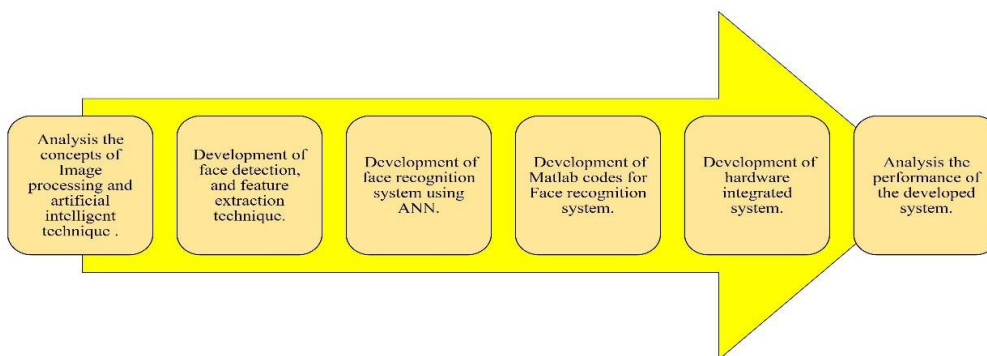 Analysis the
concepts of
Image
processing and
artificial
intelligent
technique .
Development of
face detection,
and feature
extraction
technique.
Development of
face recognition
system using
ANN.
Development of
Matlab codes for
Face recognition
system.
Development of
hardware
integrated
system.
Analysis the
performance of
the developed
system.